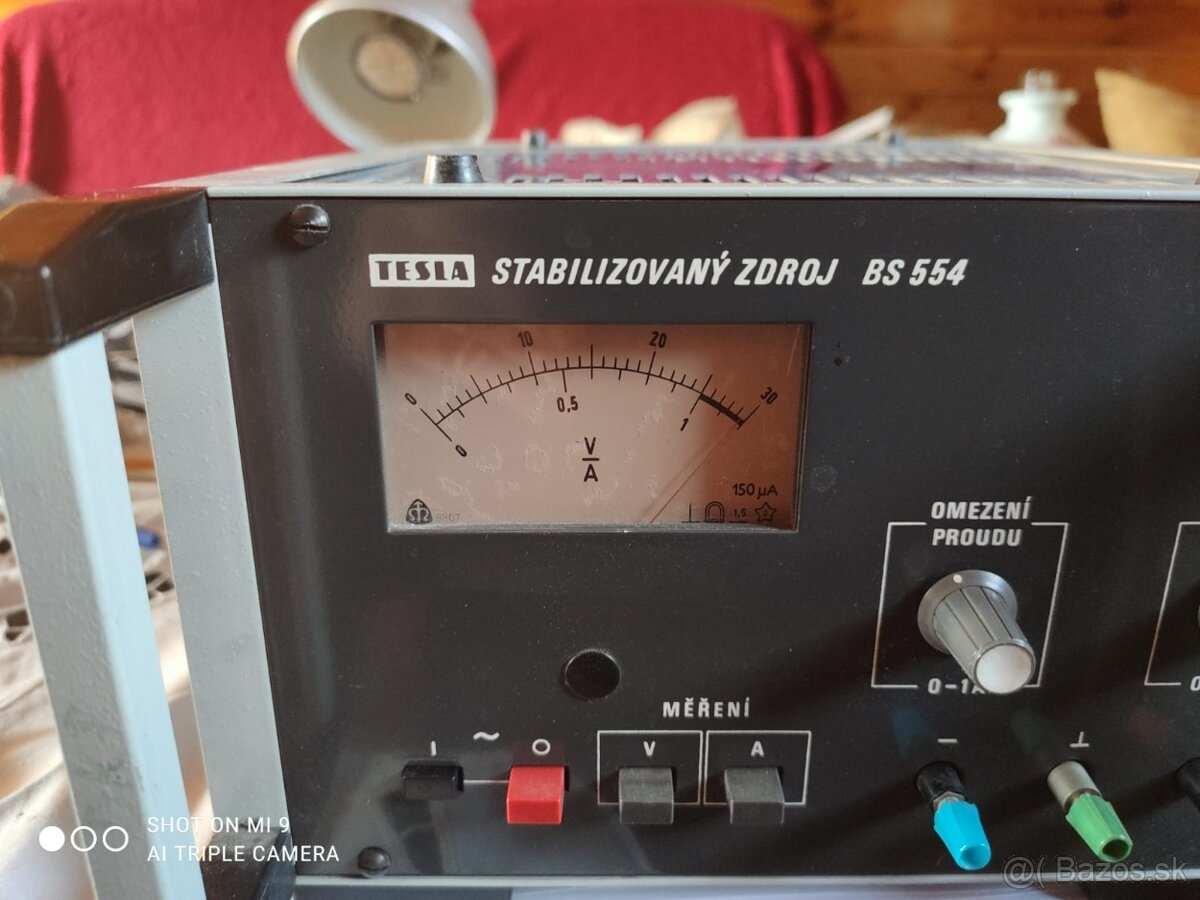 TESLA STABILIZOVANÝ ZDROJ BS 554
0 10 20 30
0 0,5 1
V
A
150 µA
1,5
8807
OMEZENÍ
PROUDU
0-1A
MĚŘENÍ
I ~ O V A
− ⊥
SHOT ON MI 9
AI TRIPLE CAMERA
@( Bazos.sk